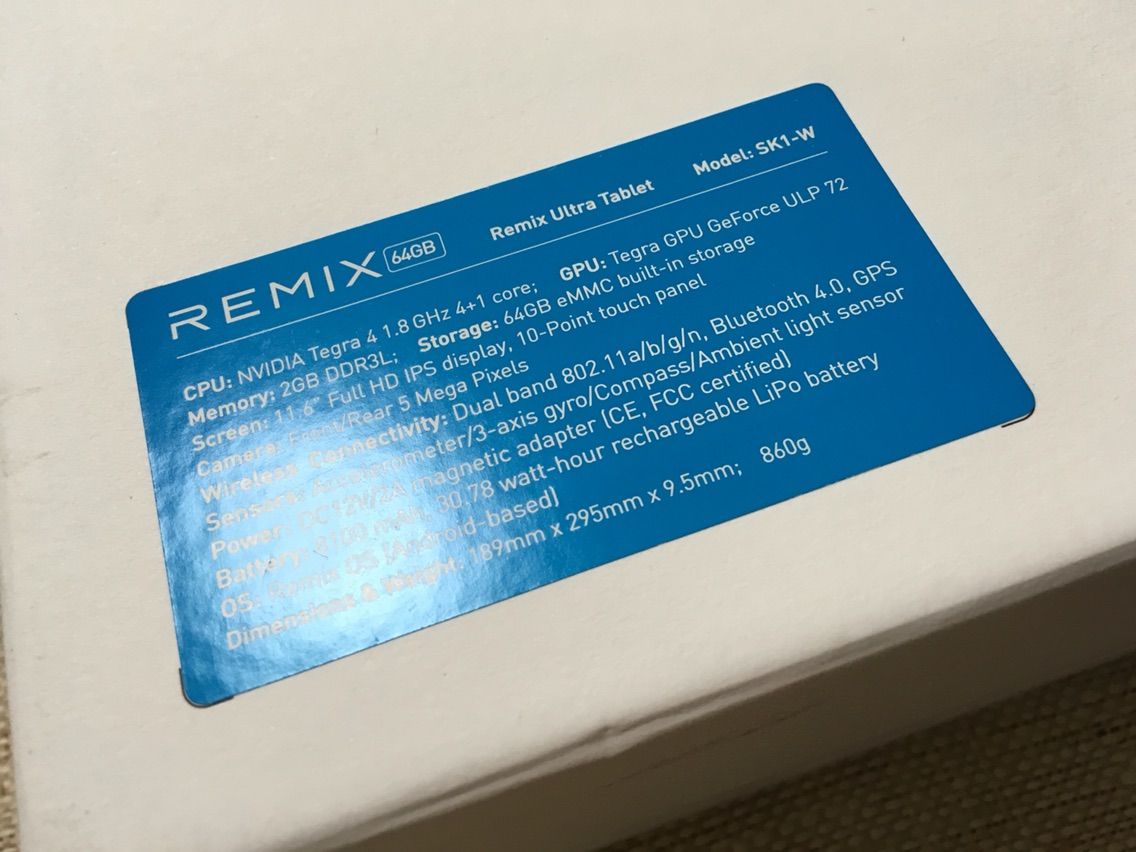 REMIX 64GB Remix Ultra Tablet Model: SK1-W
CPU: NVIDIA Tegra 4 1.8 GHz 4+1 core; GPU: Tegra GPU GeForce ULP 72
Memory: 2GB DDR3L; Storage: 64GB eMMC built-in storage
Screen: 11.6" Full HD IPS display, 10-Point touch panel
Camera: Front/Rear 5 Mega Pixels
Wireless Connectivity: Dual band 802.11a/b/g/n, Bluetooth 4.0, GPS
Sensors: Accelerometer/3-axis gyro/Compass/Ambient light sensor
Power: DC12V/2A magnetic adapter (CE, FCC certified)
Battery: 8100 mAh, 30.78 watt-hour rechargeable LiPo battery
OS: Remix OS (Android-based)
Dimensions & Weight: 189mm x 295mm x 9.5mm; 860g